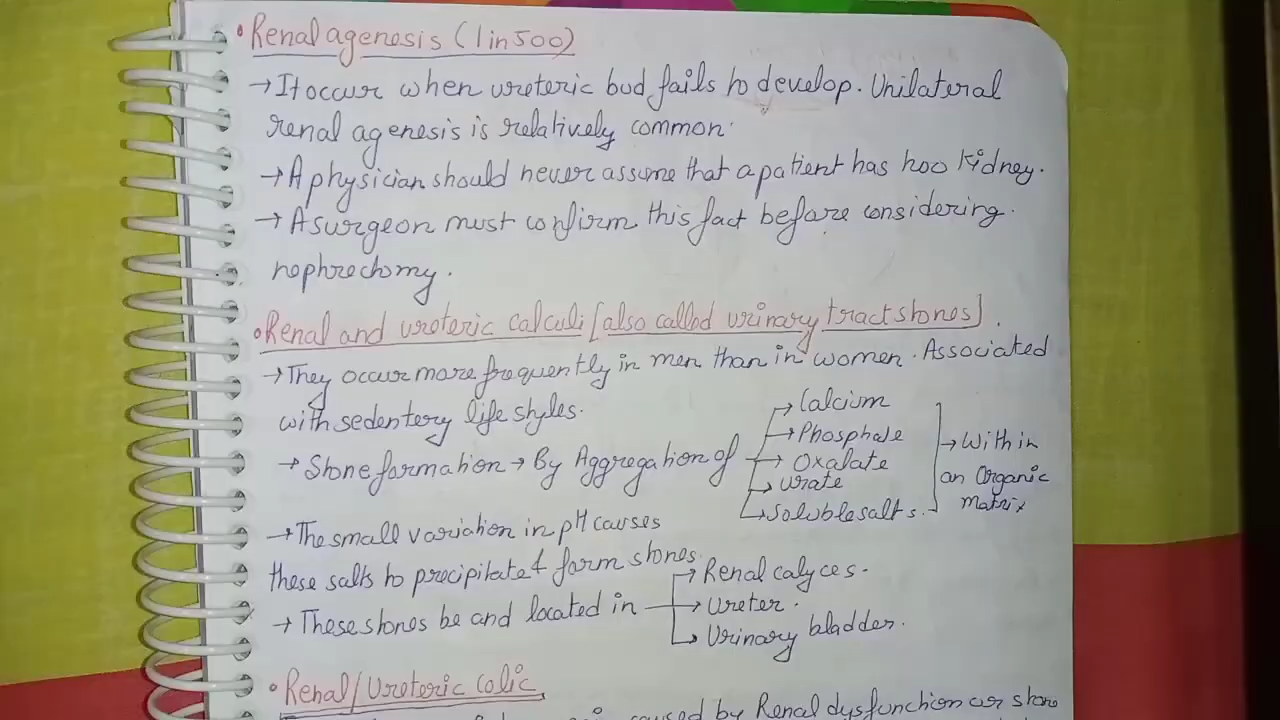 •Renal agenesis (1 in 500)
→It occur when ureteric bud fails to develop. Unilateral
renal agenesis is relatively common.
→A physician should never assume that a patient has two kidney.
→A surgeon must confirm this fact before considering.
nephrectomy.
•Renal and ureteric calculi [also called urinary tract stones].
→They occur more frequently in men than in women. Associated
with sedentery life styles.
→Stone formation→By Aggregation of
→Calcium
→Phosphate
→Oxalate
→Urate
→Soluble salts.
→Within
an Organic
Matrix
→The small variation in pH causes
these salts to precipitate & form stones.
→These stones be and located in
→Renal calyces.
→Ureter.
→Urinary bladder.
•Renal/Ureteric Colic
caused by Renal dysfunction or stone